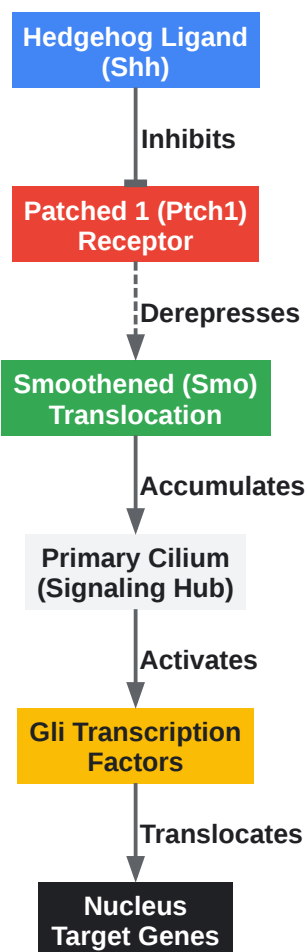 Hedgehog Ligand
(Shh)
Inhibits
Patched 1 (Ptch1)
Receptor
Derepresses
Smoothened (Smo)
Translocation
Accumulates
Primary Cilium
(Signaling Hub)
Activates
Gli Transcription
Factors
Translocates
Nucleus
Target Genes